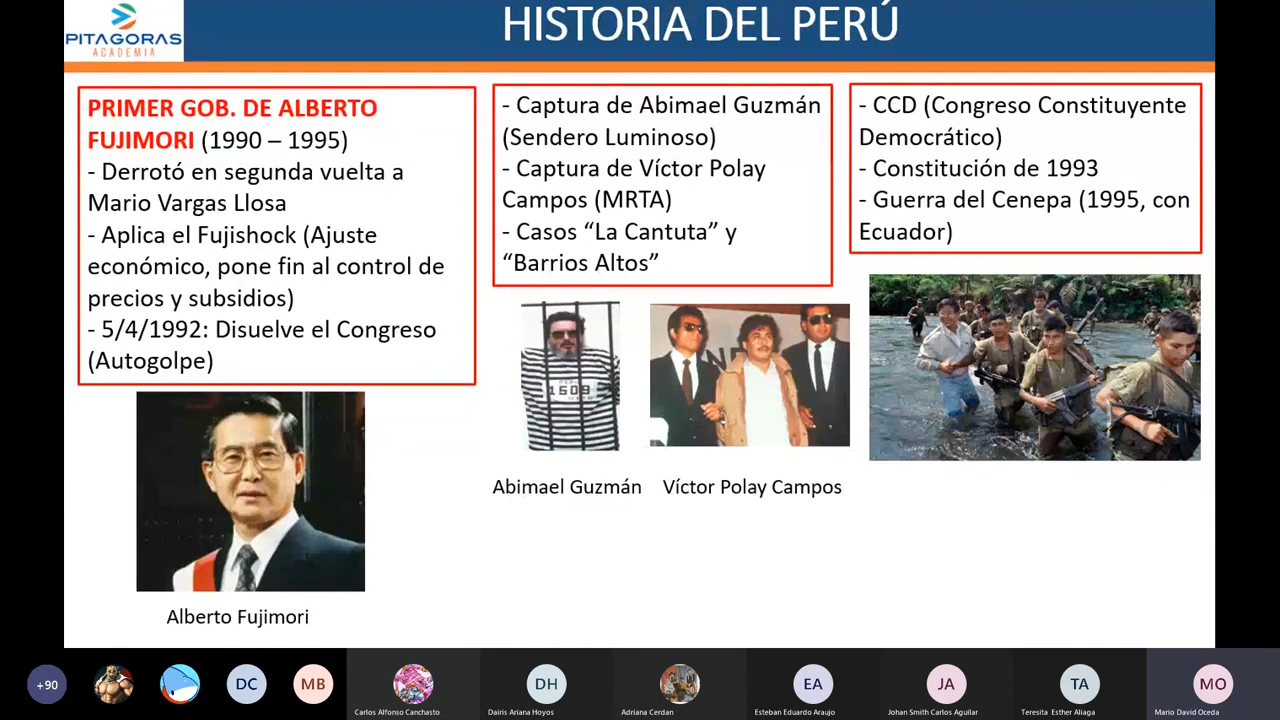 PITAGORAS
ACADEMIA
HISTORIA DEL PERÚ
PRIMER GOB. DE ALBERTO
FUJIMORI (1990 – 1995)
- Derrotó en segunda vuelta a
Mario Vargas Llosa
- Aplica el Fujishock (Ajuste
económico, pone fin al control de
precios y subsidios)
- 5/4/1992: Disuelve el Congreso
(Autogolpe)
Alberto Fujimori
- Captura de Abimael Guzmán
(Sendero Luminoso)
- Captura de Víctor Polay
Campos (MRTA)
- Casos “La Cantuta” y
“Barrios Altos”
1509
Abimael Guzmán
Víctor Polay Campos
- CCD (Congreso Constituyente
Democrático)
- Constitución de 1993
- Guerra del Cenepa (1995, con
Ecuador)
+90
DC
MB
Carlos Alfonso Canchasto
DH
Dairis Ariana Hoyos
Adriana Cerdan
EA
Esteban Eduardo Araujo
JA
Johan Smith Carlos Aguilar
TA
Teresita Esther Aliaga
MO
Mario David Oceda